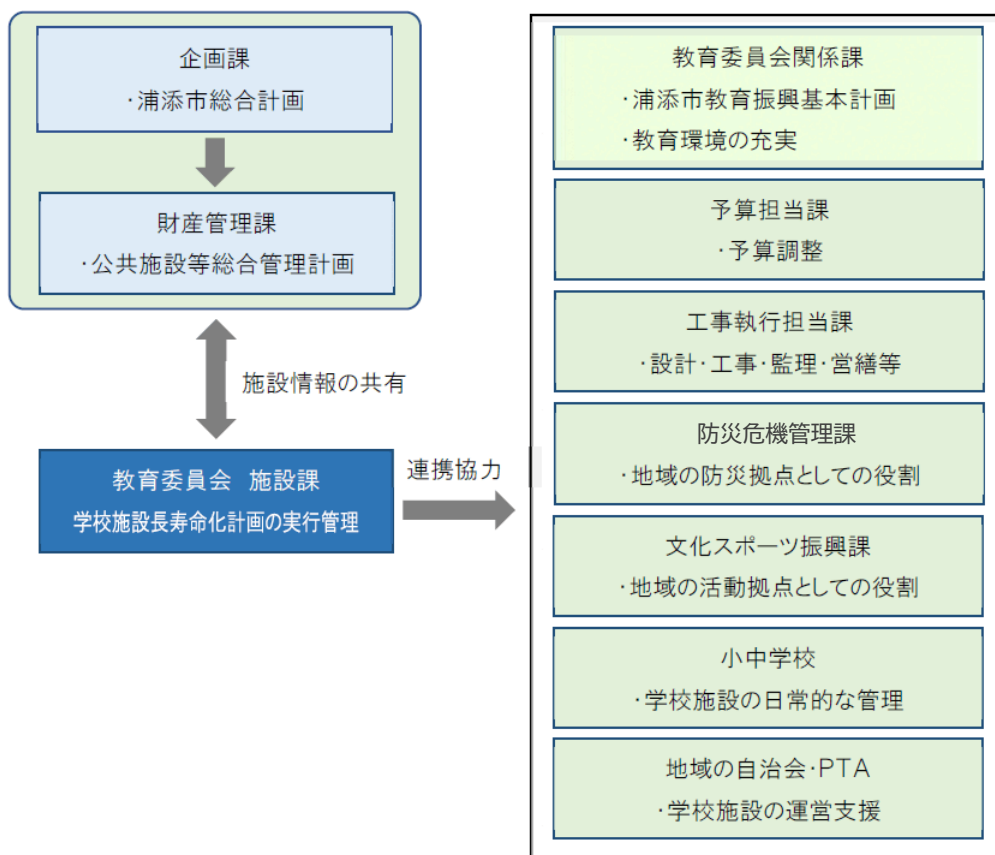 企画課
・浦添市総合計画
財産管理課
・公共施設等総合管理計画
施設情報の共有
教育委員会　施設課
学校施設長寿命化計画の実行管理
連携協力
教育委員会関係課
・浦添市教育振興基本計画
・教育環境の充実
予算担当課
・予算調整
工事執行担当課
・設計・工事・監理・営繕等
防災危機管理課
・地域の防災拠点としての役割
文化スポーツ振興課
・地域の活動拠点としての役割
小中学校
・学校施設の日常的な管理
地域の自治会・PTA
・学校施設の運営支援